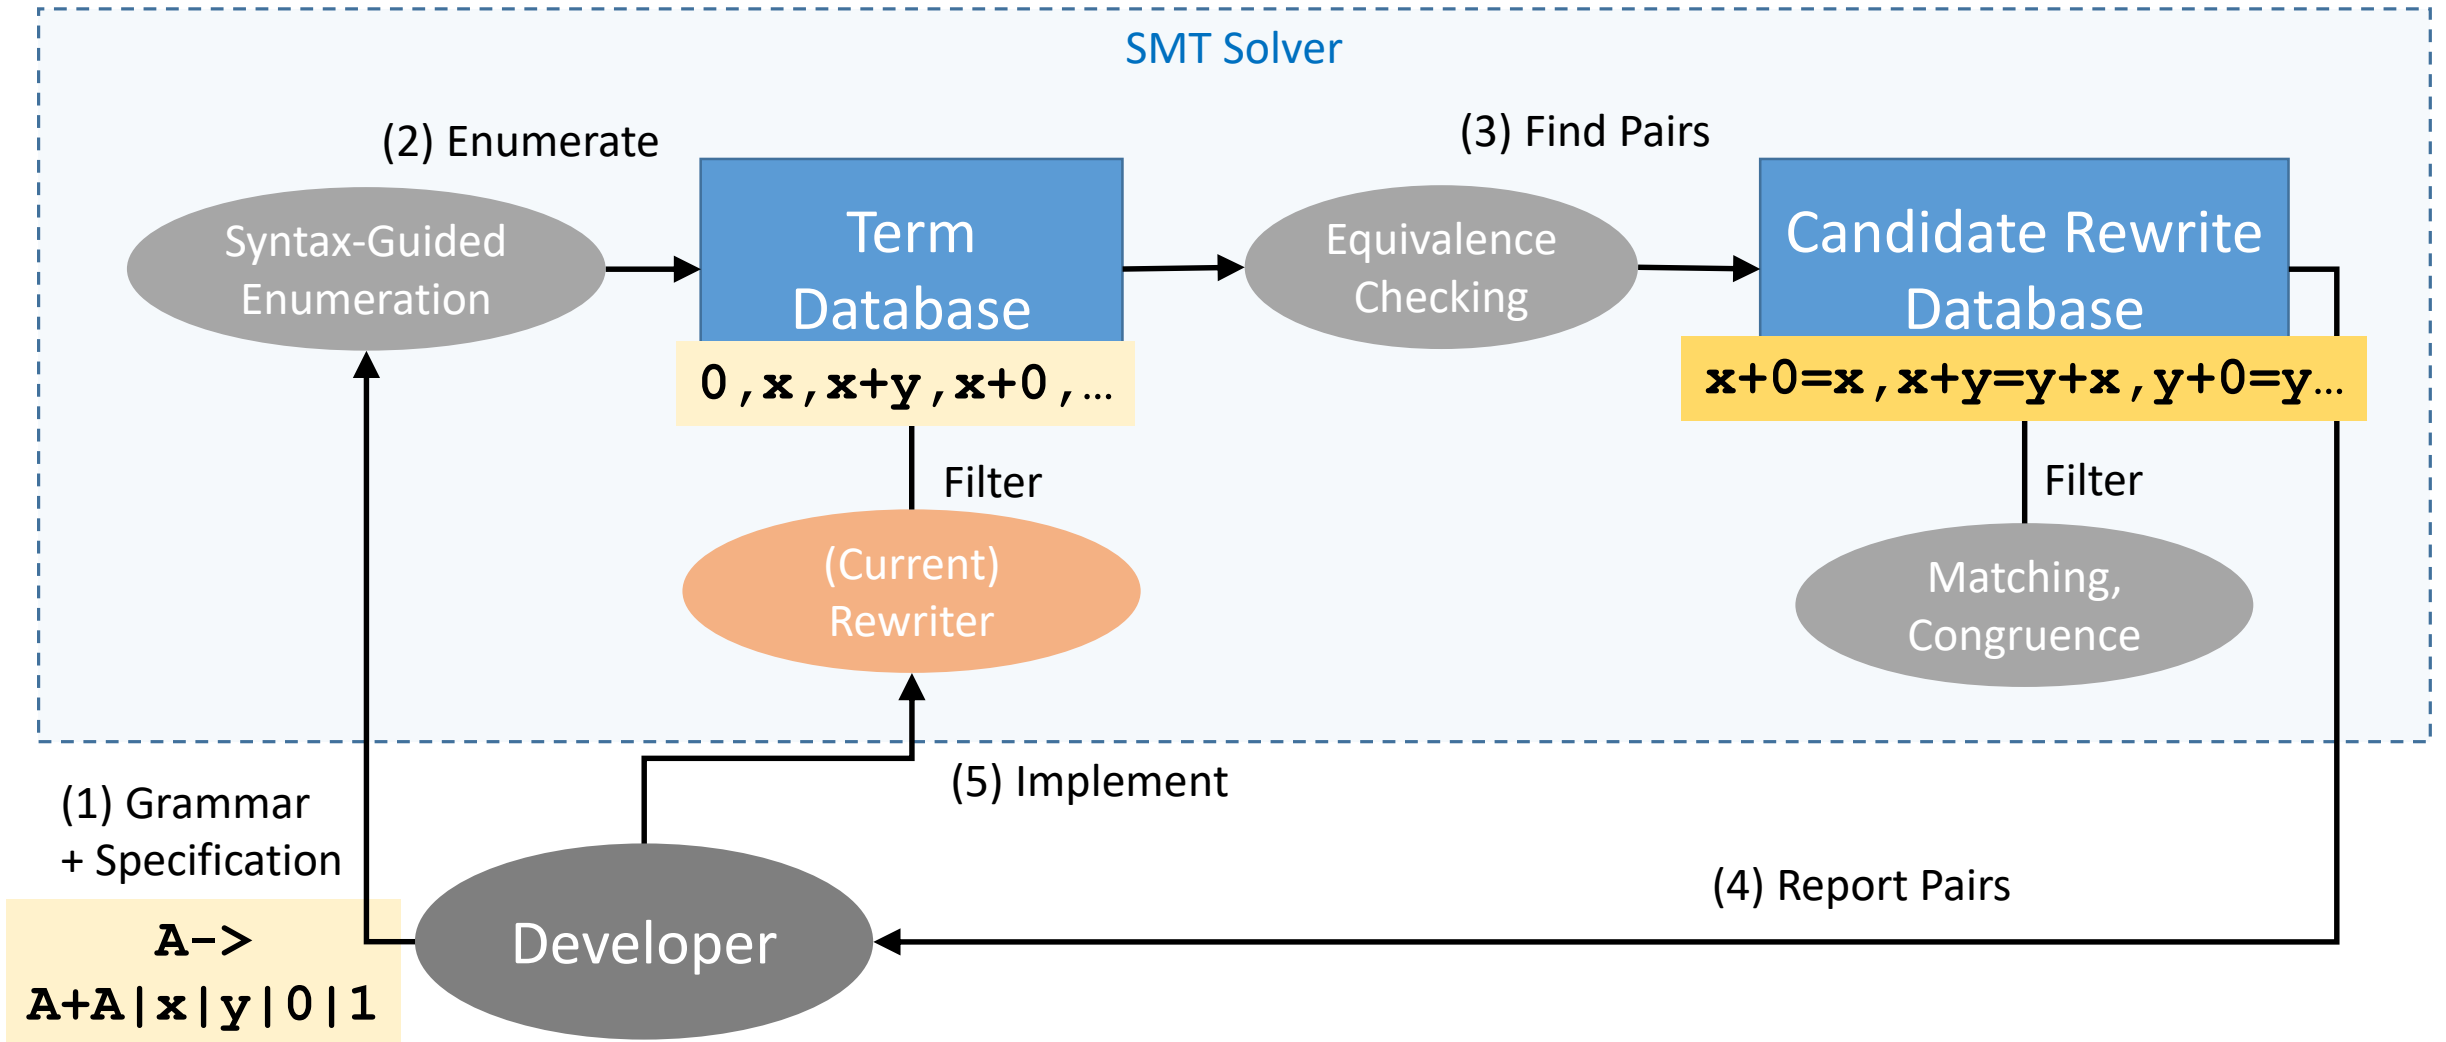 SMT Solver
(2) Enumerate
(3) Find Pairs
Syntax-Guided
Enumeration
Term
Database
0,x,x+y,x+0,…
Equivalence
Checking
Candidate Rewrite
Database
x+0=x,x+y=y+x,y+0=y…
Filter
Filter
(Current)
Rewriter
Matching,
Congruence
(1) Grammar
+ Specification
(5) Implement
(4) Report Pairs
A->
A+A|x|y|0|1
Developer